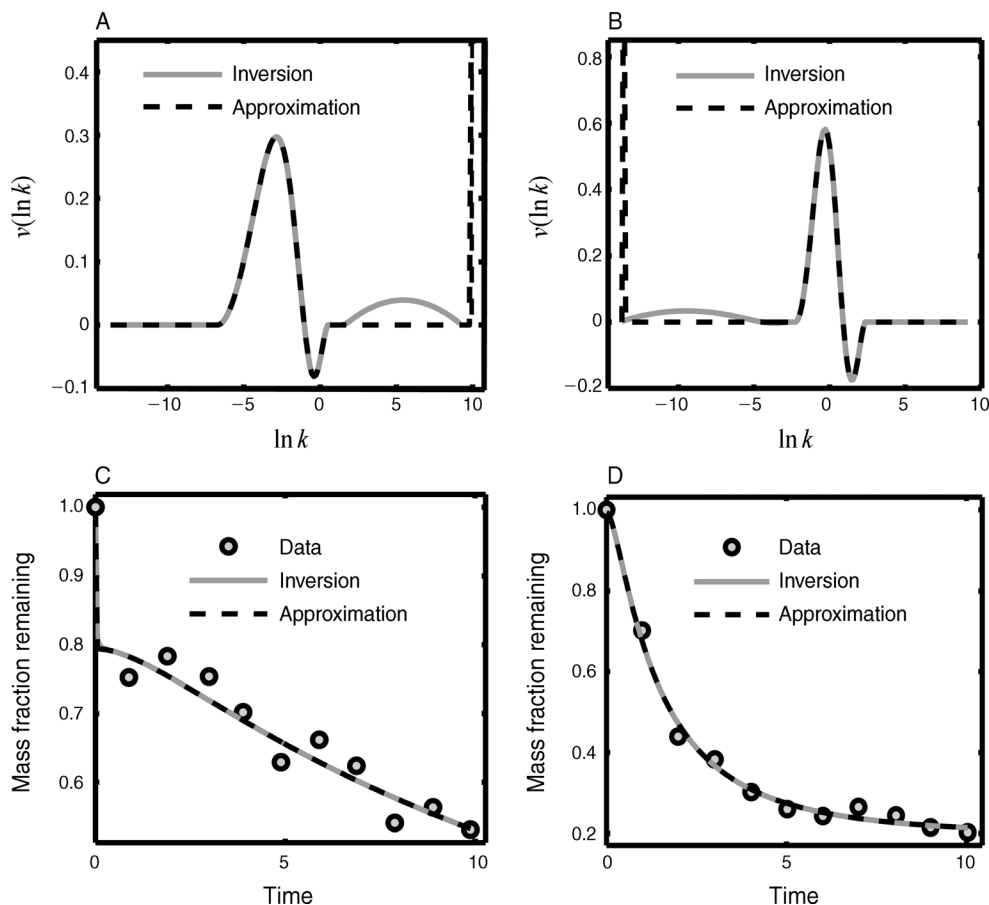 A
0.4
0.3
0.2
0.1
0
−0.1
v(ln k)
Inversion
Approximation
−10
−5
0
5
10
ln k
B
0.8
0.6
0.4
0.2
0
−0.2
v(ln k)
Inversion
Approximation
−10
−5
0
5
10
ln k
C
1.0
0.9
0.8
0.7
0.6
Mass fraction remaining
Data
Inversion
Approximation
0
5
10
Time
D
1.0
0.8
0.6
0.4
0.2
Mass fraction remaining
Data
Inversion
Approximation
0
5
10
Time